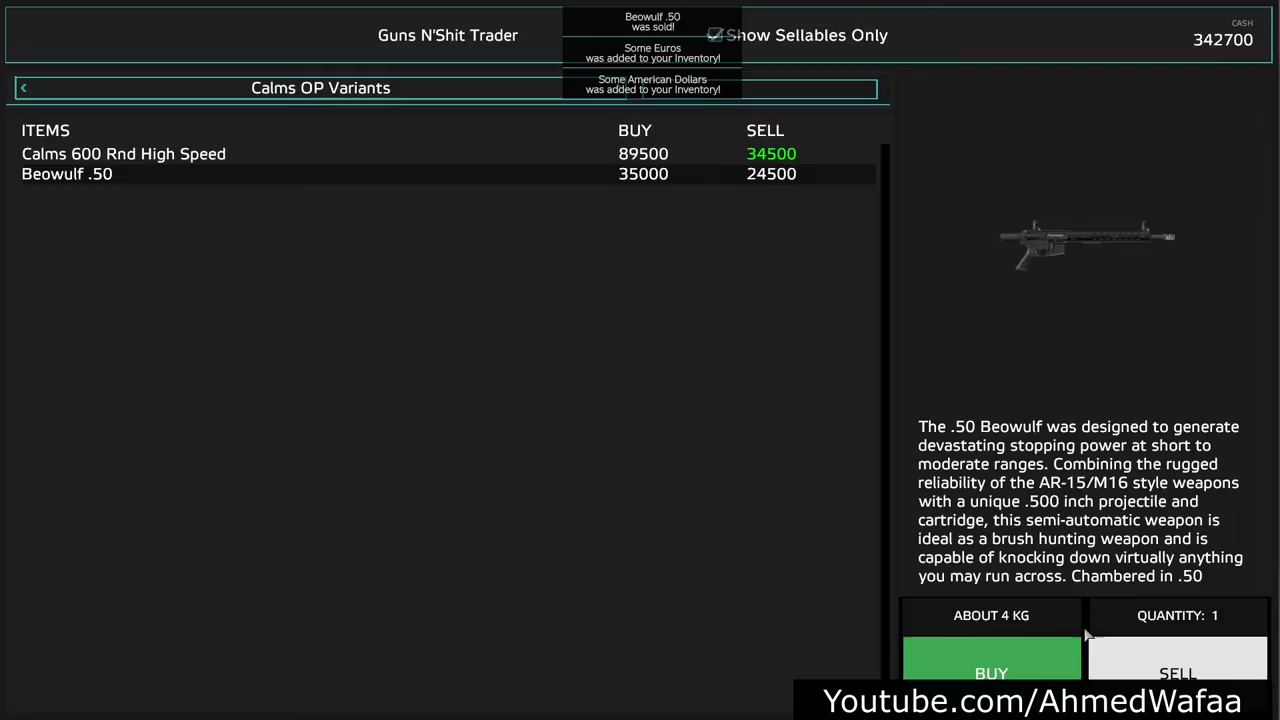 Guns N'Shit Trader
Beowulf .50
was sold!
Some Euros
was added to your Inventory!
Some American Dollars
was added to your Inventory!
Show Sellables Only
CASH
342700
< Calms OP Variants
ITEMS BUY SELL
Calms 600 Rnd High Speed 89500 34500
Beowulf .50 35000 24500
The .50 Beowulf was designed to generate
devastating stopping power at short to
moderate ranges. Combining the rugged
reliability of the AR-15/M16 style weapons
with a unique .500 inch projectile and
cartridge, this semi-automatic weapon is
ideal as a brush hunting weapon and is
capable of knocking down virtually anything
you may run across. Chambered in .50
ABOUT 4 KG QUANTITY: 1
BUY SELL
Youtube.com/AhmedWafaa